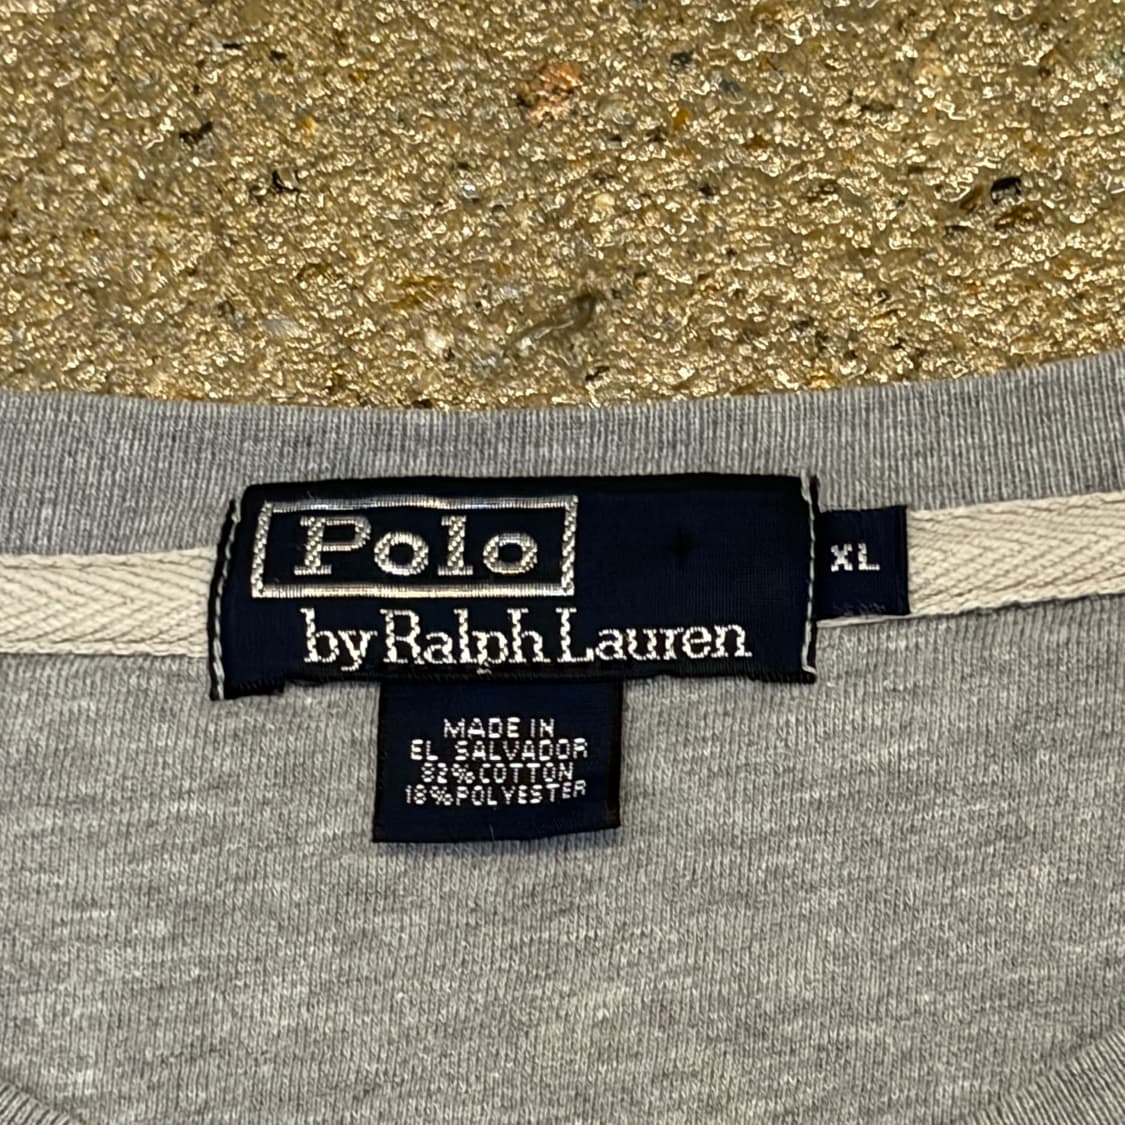 Polo
by Ralph Lauren
XL
MADE IN
EL SALVADOR
82%COTTON
18%POLYESTER